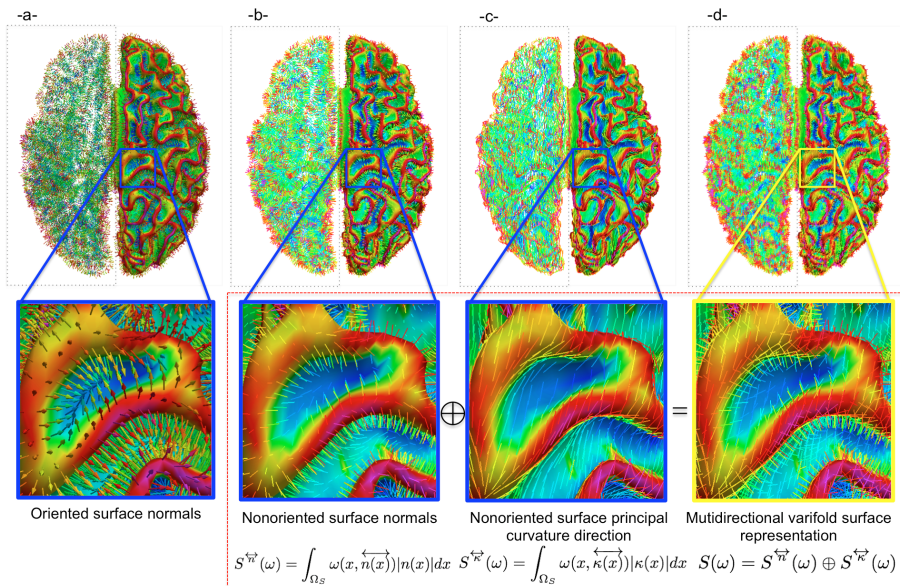 -a-
-b-
-c-
-d-
⊕
=
Oriented surface normals
Nonoriented surface normals
Nonoriented surface principal
curvature direction
Mutidirectional varifold surface
representation
$S^{\overleftrightarrow{n}}(\omega) = \int_{\Omega_S} \omega(x, \overleftrightarrow{n(x)})|n(x)|dx$
$S^{\overleftrightarrow{\kappa}}(\omega) = \int_{\Omega_S} \omega(x, \overleftrightarrow{\kappa(x)})|\kappa(x)|dx$
$S(\omega) = S^{\overleftrightarrow{n}}(\omega) \oplus S^{\overleftrightarrow{\kappa}}(\omega)$